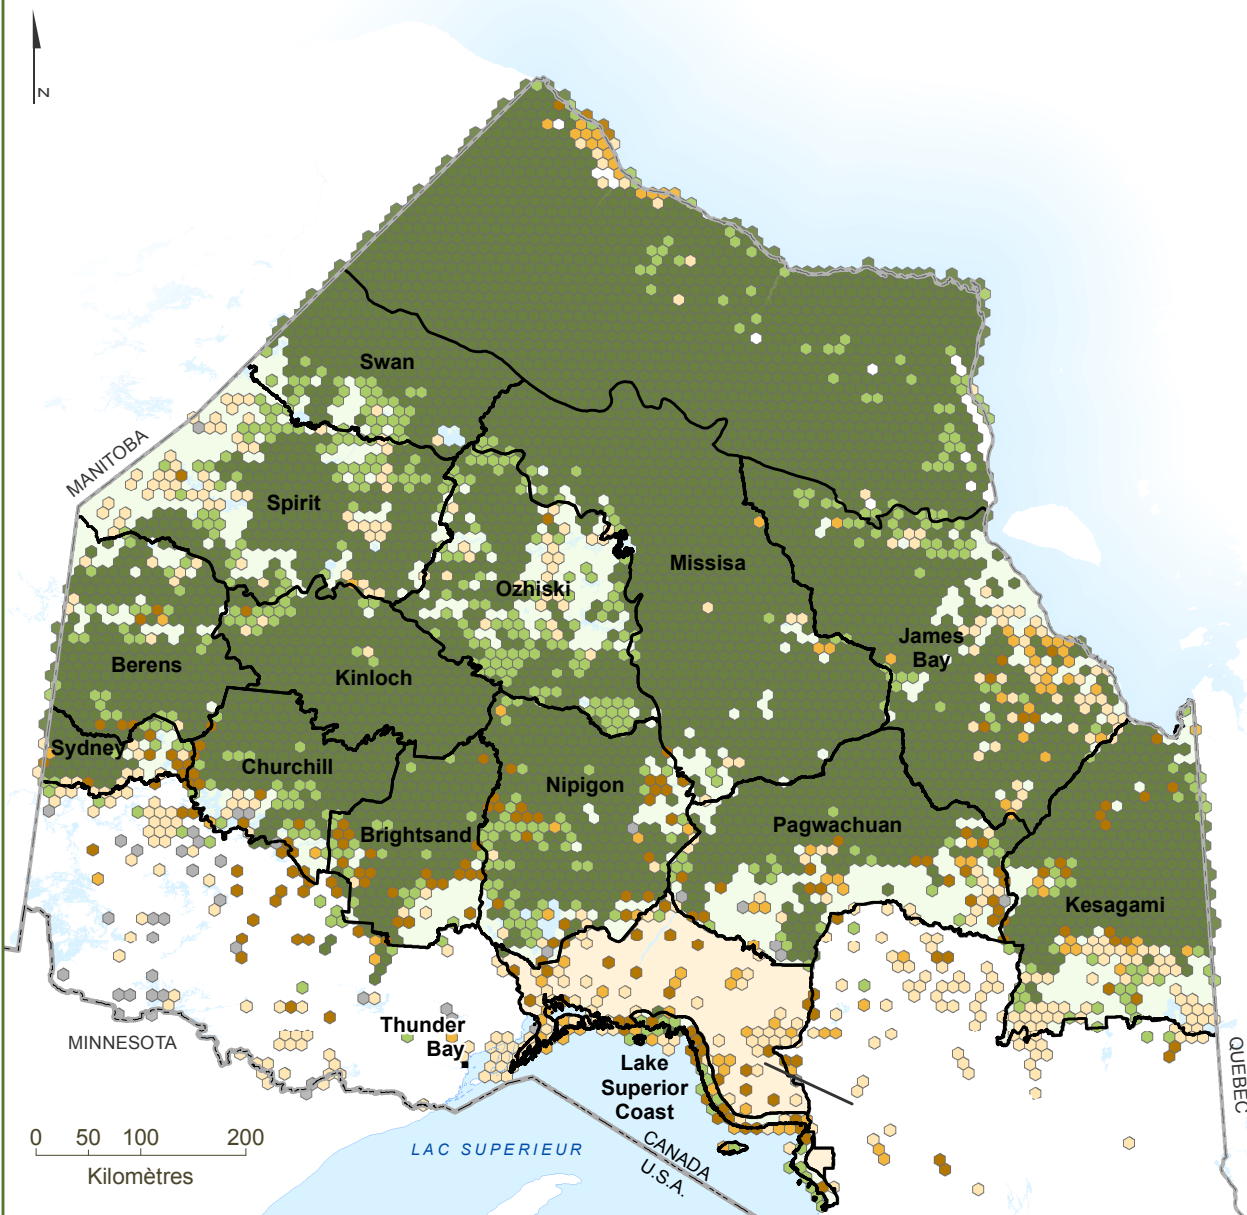 N
Swan
MANITOBA
Spirit
Missisa
Ozhiski
James
Bay
Berens
Kinloch
Sydney
Churchill
Nipigon
Brightsand
Pagwachuan
Kesagami
Thunder
Bay
MINNESOTA
Lake
Superior
Coast
QUEBEC
0 50 100 200
Kilomètres
LAC SUPERIEUR
CANADA
U.S.A.